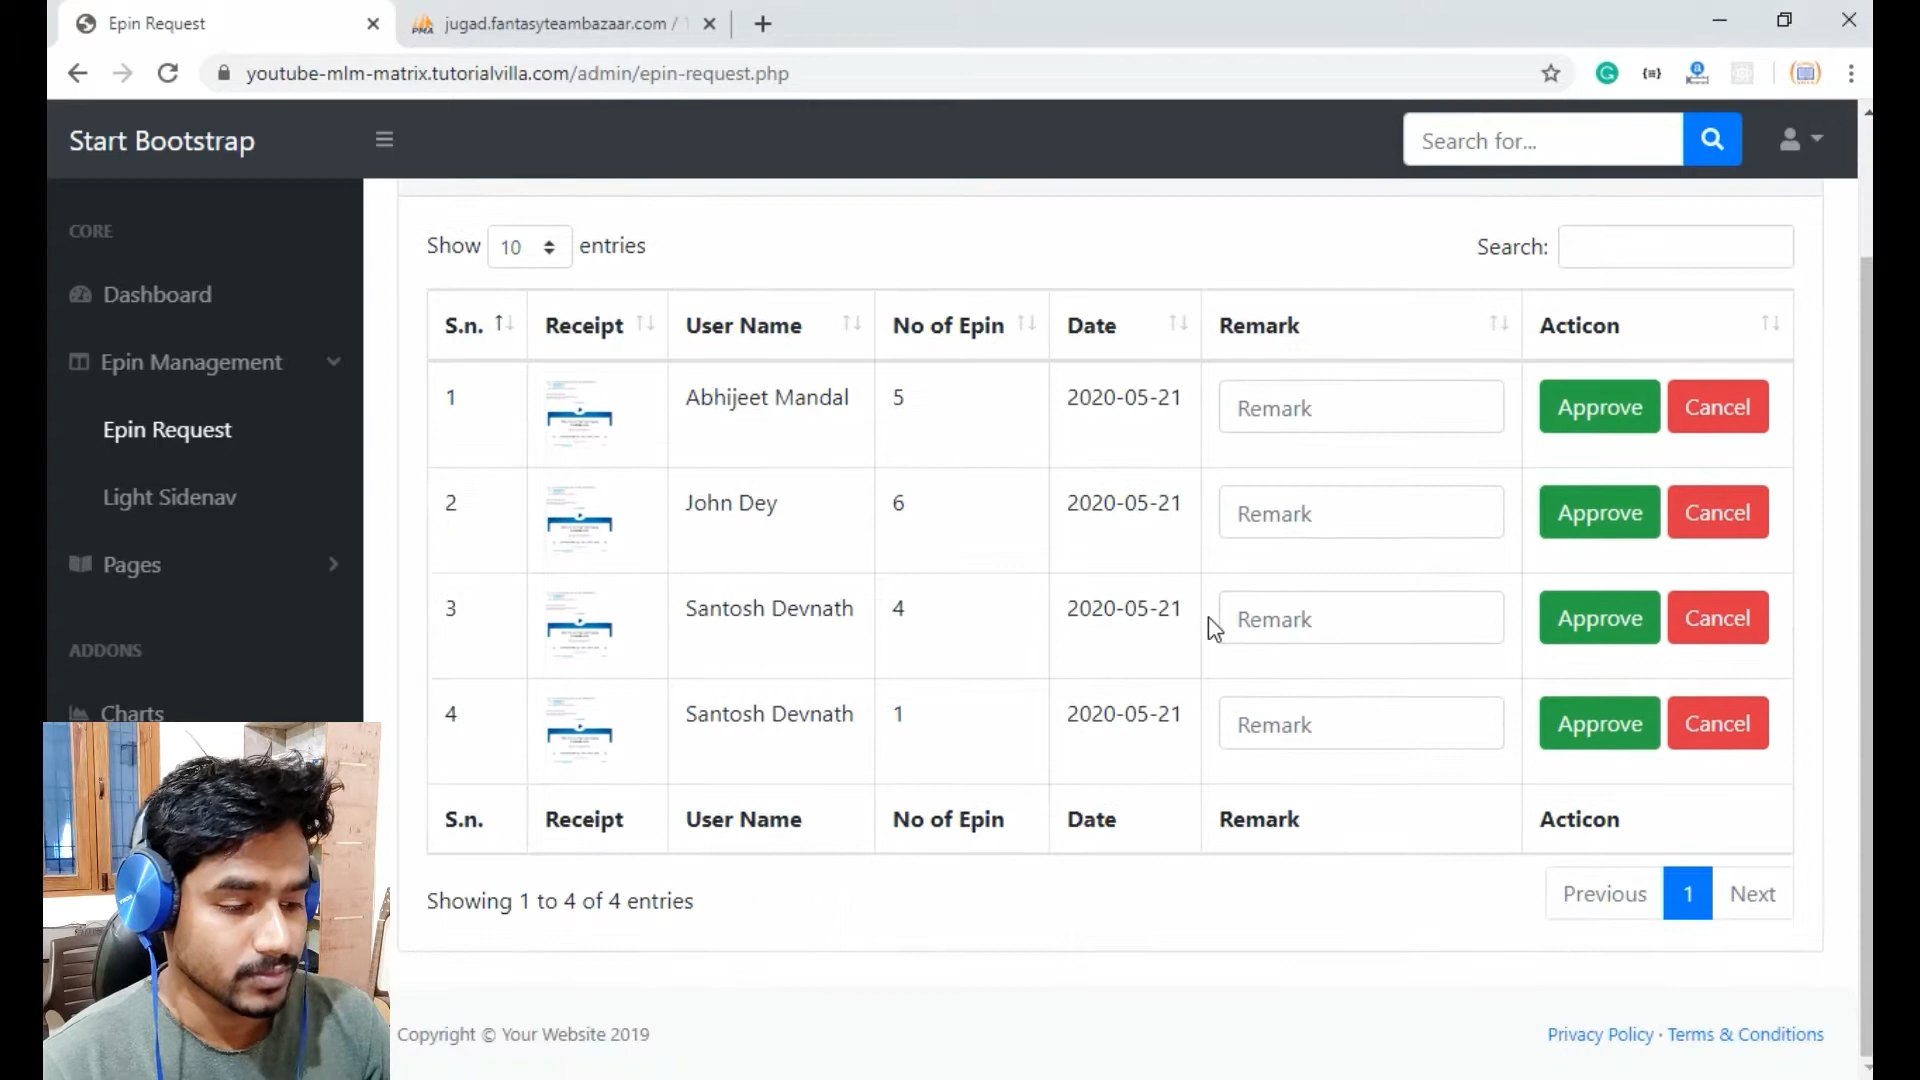 Epin Request
jugad.fantasyteambazaar.com /
youtube-mlm-matrix.tutorialvilla.com/admin/epin-request.php
Start Bootstrap
Search for...
CORE
Dashboard
Epin Management
Epin Request
Light Sidenav
Pages
ADDONS
Charts
Show 10 entries
Search:
S.n. Receipt User Name No of Epin Date Remark Acticon
1 Abhijeet Mandal 5 2020-05-21 Remark Approve Cancel
2 John Dey 6 2020-05-21 Remark Approve Cancel
3 Santosh Devnath 4 2020-05-21 Remark Approve Cancel
4 Santosh Devnath 1 2020-05-21 Remark Approve Cancel
S.n. Receipt User Name No of Epin Date Remark Acticon
Showing 1 to 4 of 4 entries
Previous 1 Next
Copyright © Your Website 2019
Privacy Policy · Terms & Conditions